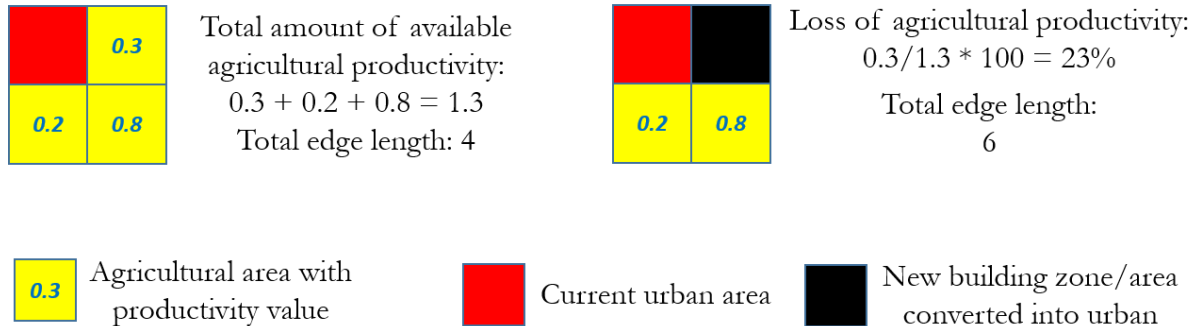 0.3
0.2 0.8
Total amount of available
agricultural productivity:
0.3 + 0.2 + 0.8 = 1.3
Total edge length: 4
0.2 0.8
Loss of agricultural productivity:
0.3/1.3 * 100 = 23%
Total edge length:
6
0.3
Agricultural area with
productivity value
Current urban area
New building zone/area
converted into urban